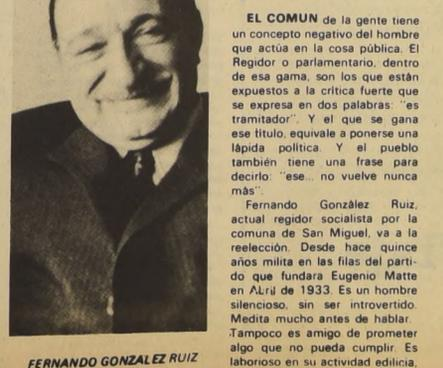 EL COMUN de la gente tiene
un concepto negativo del hombre
que actúa en la cosa pública. El
Regidor o parlamentario, dentro
de esa gama, son los que están
expuestos a la crítica fuerte que
se expresa en dos palabras: "es
tramitador". Y el que se gana
ese título, equivale a ponerse una
lápida política. Y el pueblo
también tiene una frase para
decirlo: "ese... no vuelve nunca
más".
Fernando González Ruiz,
actual regidor socialista por la
comuna de San Miguel, va a la
reelección. Desde hace quince
años milita en las filas del parti-
do que fundara Eugenio Matte
en ALril de 1933. Es un hombre
silencioso, sin ser introvertido.
Medita mucho antes de hablar.
Tampoco es amigo de prometer
algo que no pueda cumplir. Es
laborioso en su actividad edilicia,
FERNANDO GONZALEZ RUIZ